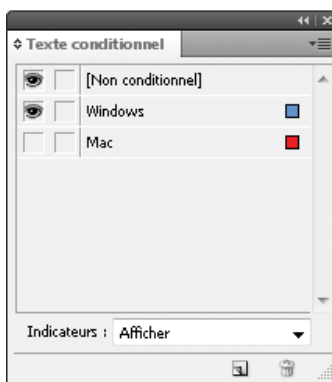 Texte conditionnel
[Non conditionnel]
Windows
Mac
Indicateurs : Afficher